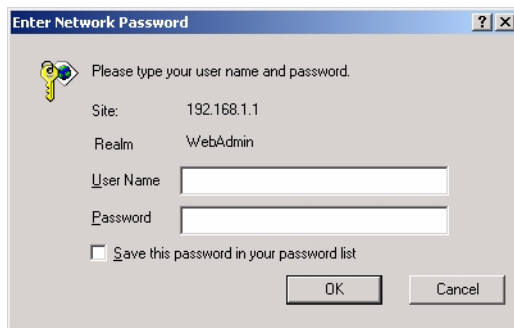 Enter Network Password
Please type your user name and password.
Site: 192.168.1.1
Realm WebAdmin
User Name
Password
Save this password in your password list
OK Cancel